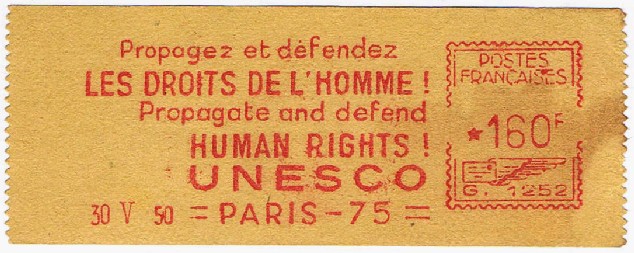 Propagez et défendez
LES DROITS DE L'HOMME !
Propagate and defend
HUMAN RIGHTS !
UNESCO
30 V 50 = PARIS - 75 =
POSTES
FRANÇAISES
★160F
G. 1252